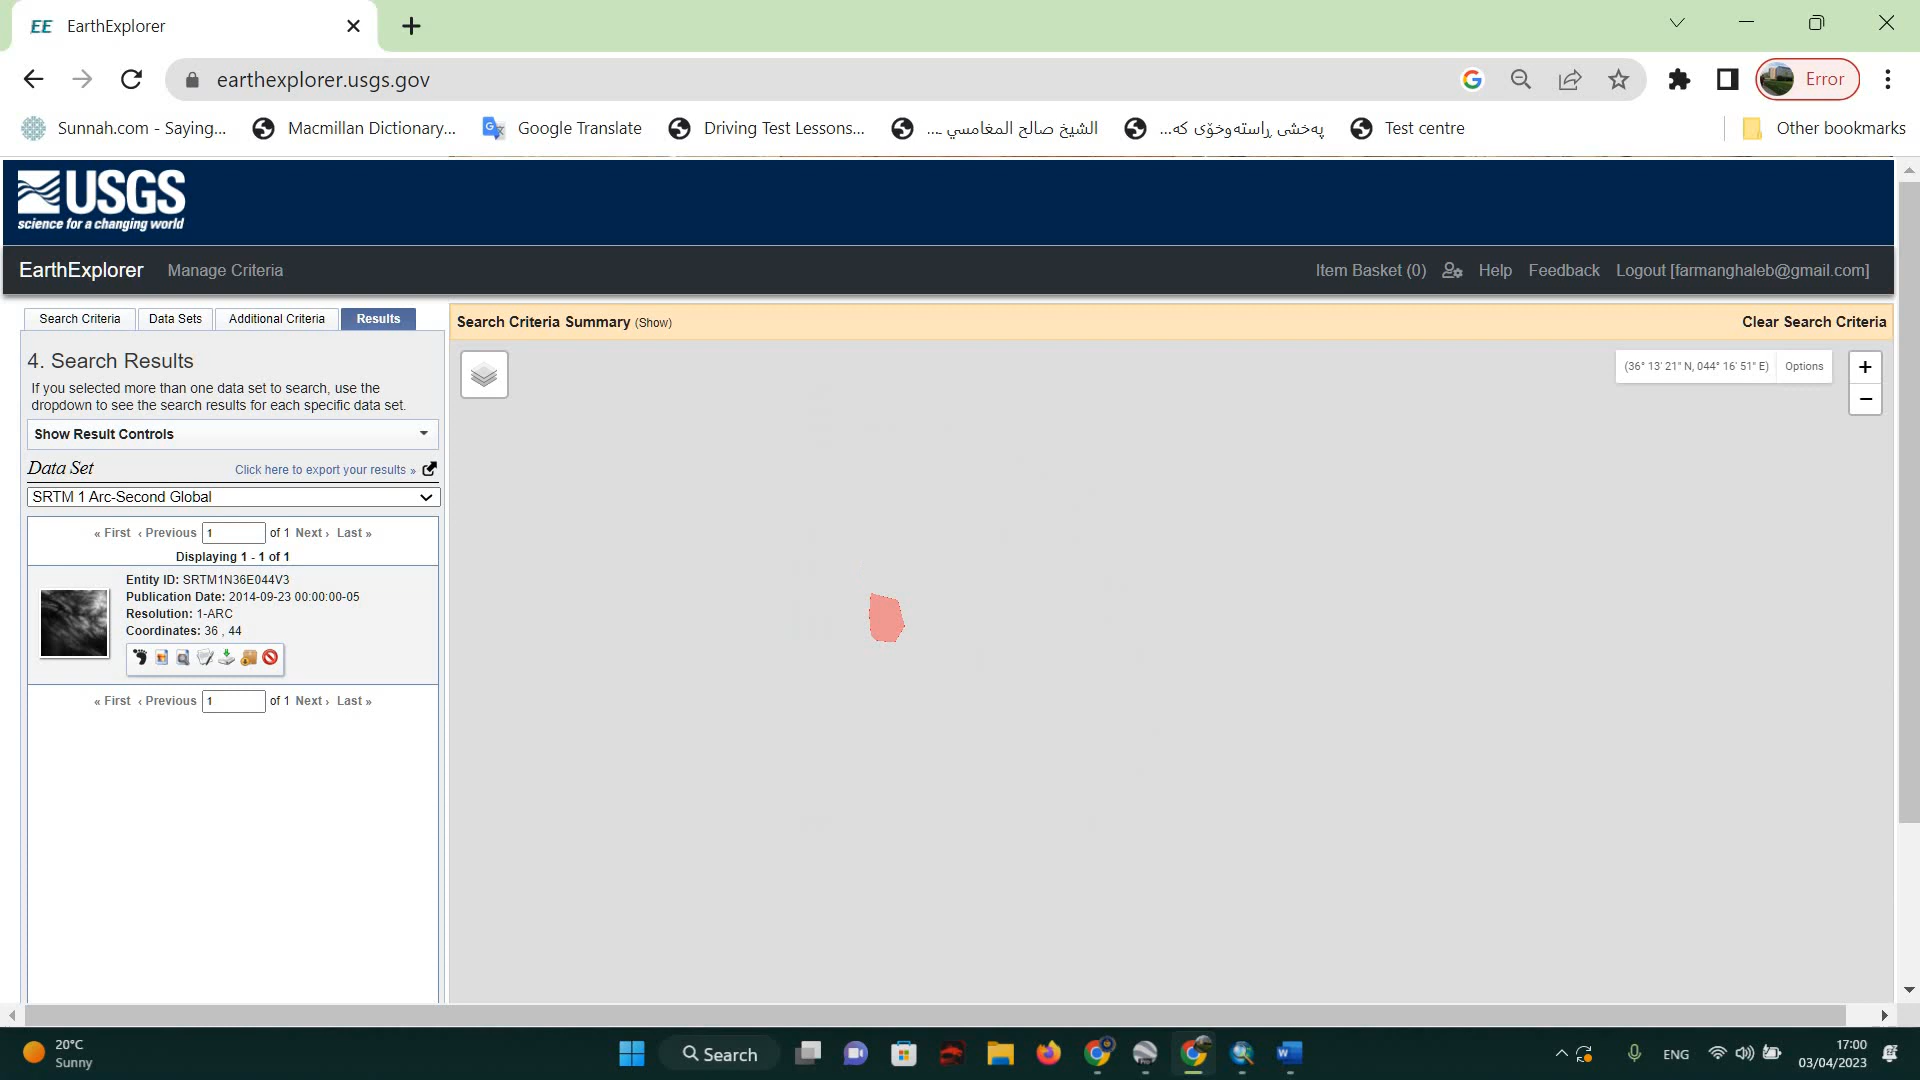 EE EarthExplorer
earthexplorer.usgs.gov
Error
Sunnah.com - Saying...
Macmillan Dictionary...
Google Translate
Driving Test Lessons...
الشيخ صالح المغامسي ...
پەخشی ڕاستەوخۆی کە...
Test centre
Other bookmarks
USGS
science for a changing world
EarthExplorer Manage Criteria
Item Basket (0) Help Feedback Logout [farmanghaleb@gmail.com]
Search Criteria Data Sets Additional Criteria Results
Search Criteria Summary (Show)
Clear Search Criteria
4. Search Results
If you selected more than one data set to search, use the
dropdown to see the search results for each specific data set.
(36° 13' 21" N, 044° 16' 51" E) Options
+
−
Show Result Controls
Data Set Click here to export your results »
SRTM 1 Arc-Second Global
« First ‹ Previous 1 of 1 Next › Last »
Displaying 1 - 1 of 1
Entity ID: SRTM1N36E044V3
Publication Date: 2014-09-23 00:00:00-05
Resolution: 1-ARC
Coordinates: 36 , 44
« First ‹ Previous 1 of 1 Next › Last »
20°C
Sunny
Search
ENG
17:00
03/04/2023